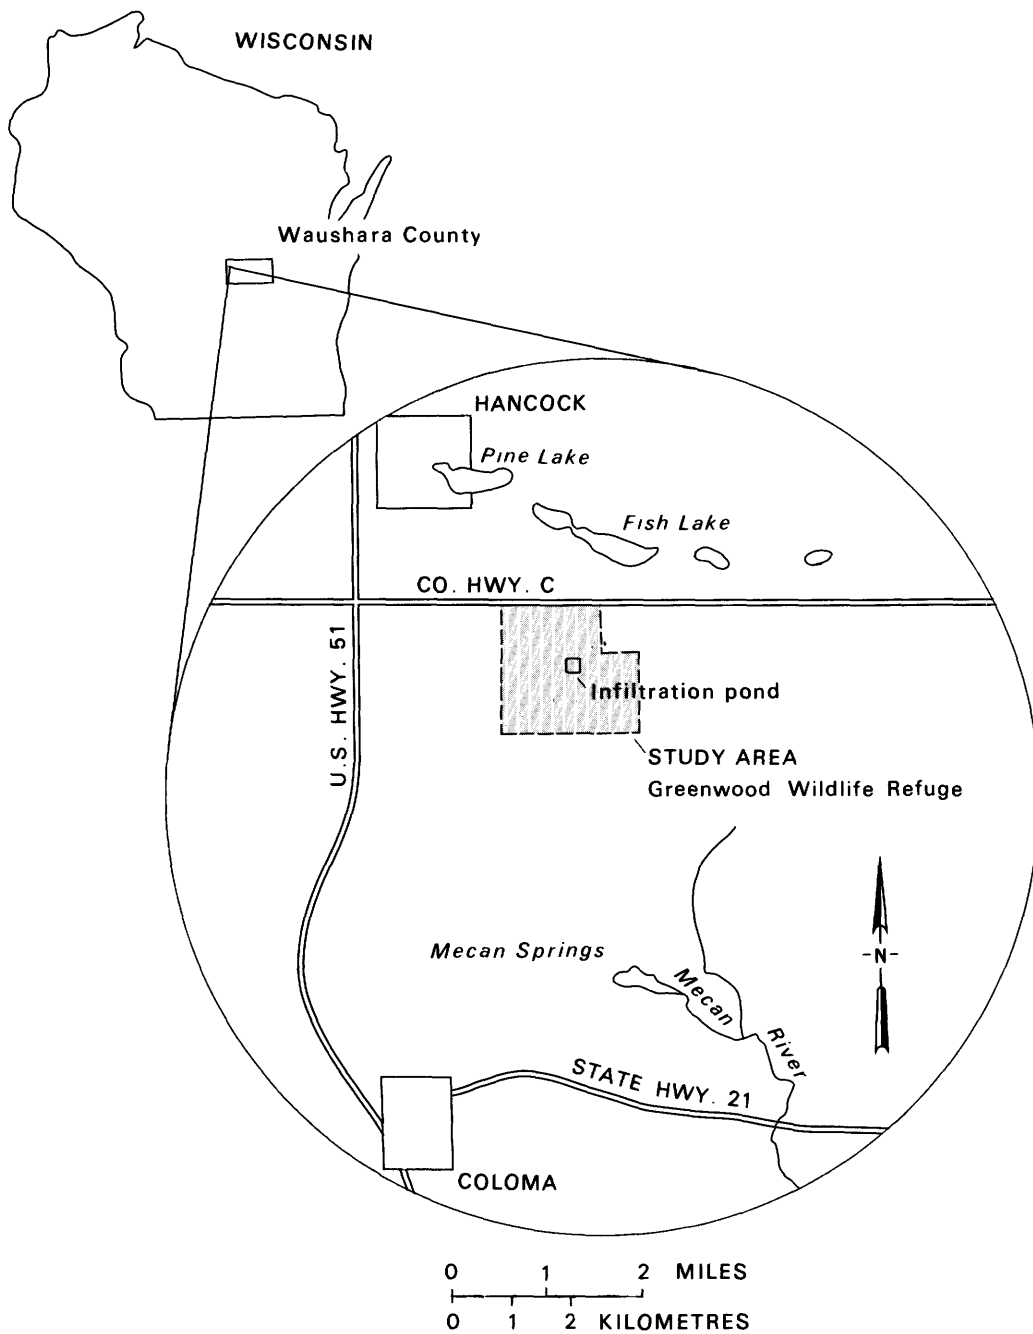 WISCONSIN
Waushara County
HANCOCK
Pine Lake
Fish Lake
CO. HWY. C
U.S. HWY. 51
Infiltration pond
STUDY AREA
Greenwood Wildlife Refuge
Mecan Springs
Mecan River
-N-
STATE HWY. 21
COLOMA
0 1 2 MILES
0 1 2 KILOMETRES